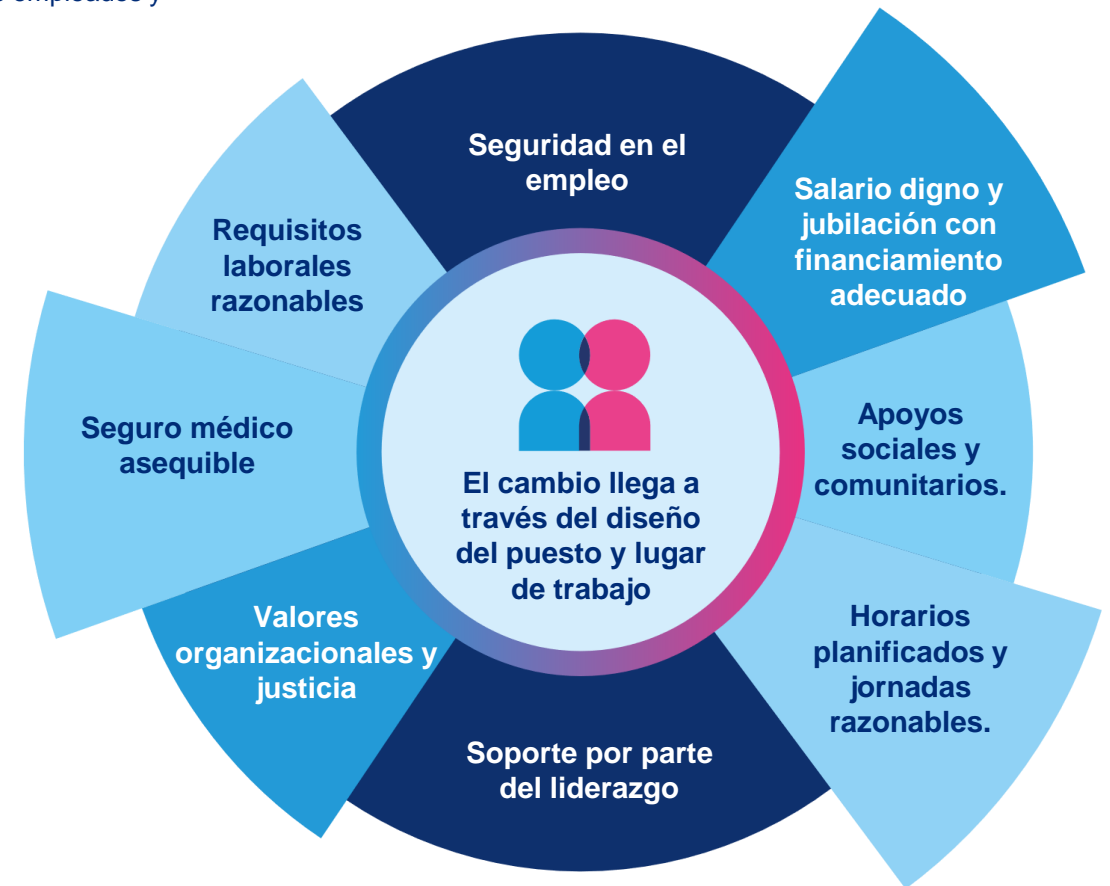 empleados y
Seguridad en el
empleo
Salario digno y
jubilación con
financiamiento
adecuado
Apoyos
sociales y
comunitarios.
Horarios
planificados y
jornadas
razonables.
Soporte por parte
del liderazgo
Valores
organizacionales y
justicia
Seguro médico
asequible
Requisitos
laborales
razonables
El cambio llega a
través del diseño
del puesto y lugar
de trabajo